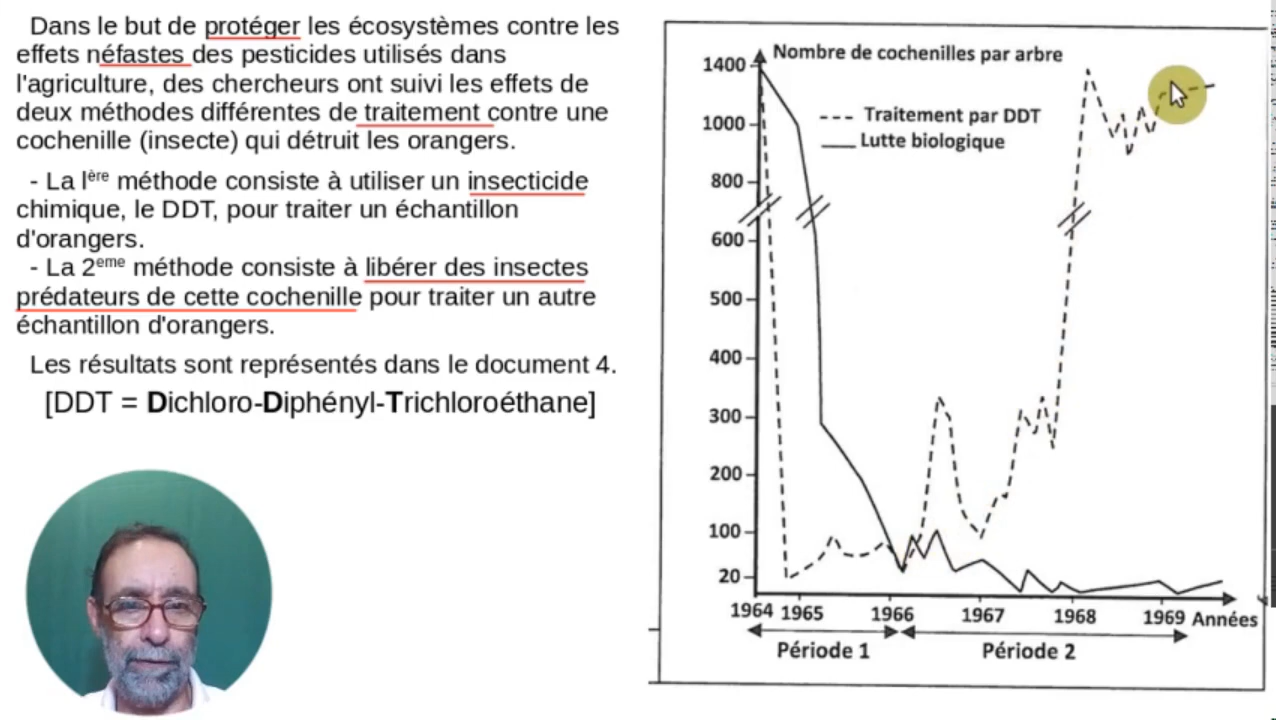 Dans le but de protéger les écosystèmes contre les
effets néfastes des pesticides utilisés dans
l'agriculture, des chercheurs ont suivi les effets de
deux méthodes différentes de traitement contre une
cochenille (insecte) qui détruit les orangers.
- La Ière méthode consiste à utiliser un insecticide
chimique, le DDT, pour traiter un échantillon
d'orangers.
- La 2eme méthode consiste à libérer des insectes
prédateurs de cette cochenille pour traiter un autre
échantillon d'orangers.
Les résultats sont représentés dans le document 4.
[DDT = Dichloro-Diphényl-Trichloroéthane]
Nombre de cochenilles par arbre
Traitement par DDT
Lutte biologique
1400
1000
800
600
500
400
300
200
100
20
1964 1965 1966 1967 1968 1969 Années
Période 1 Période 2